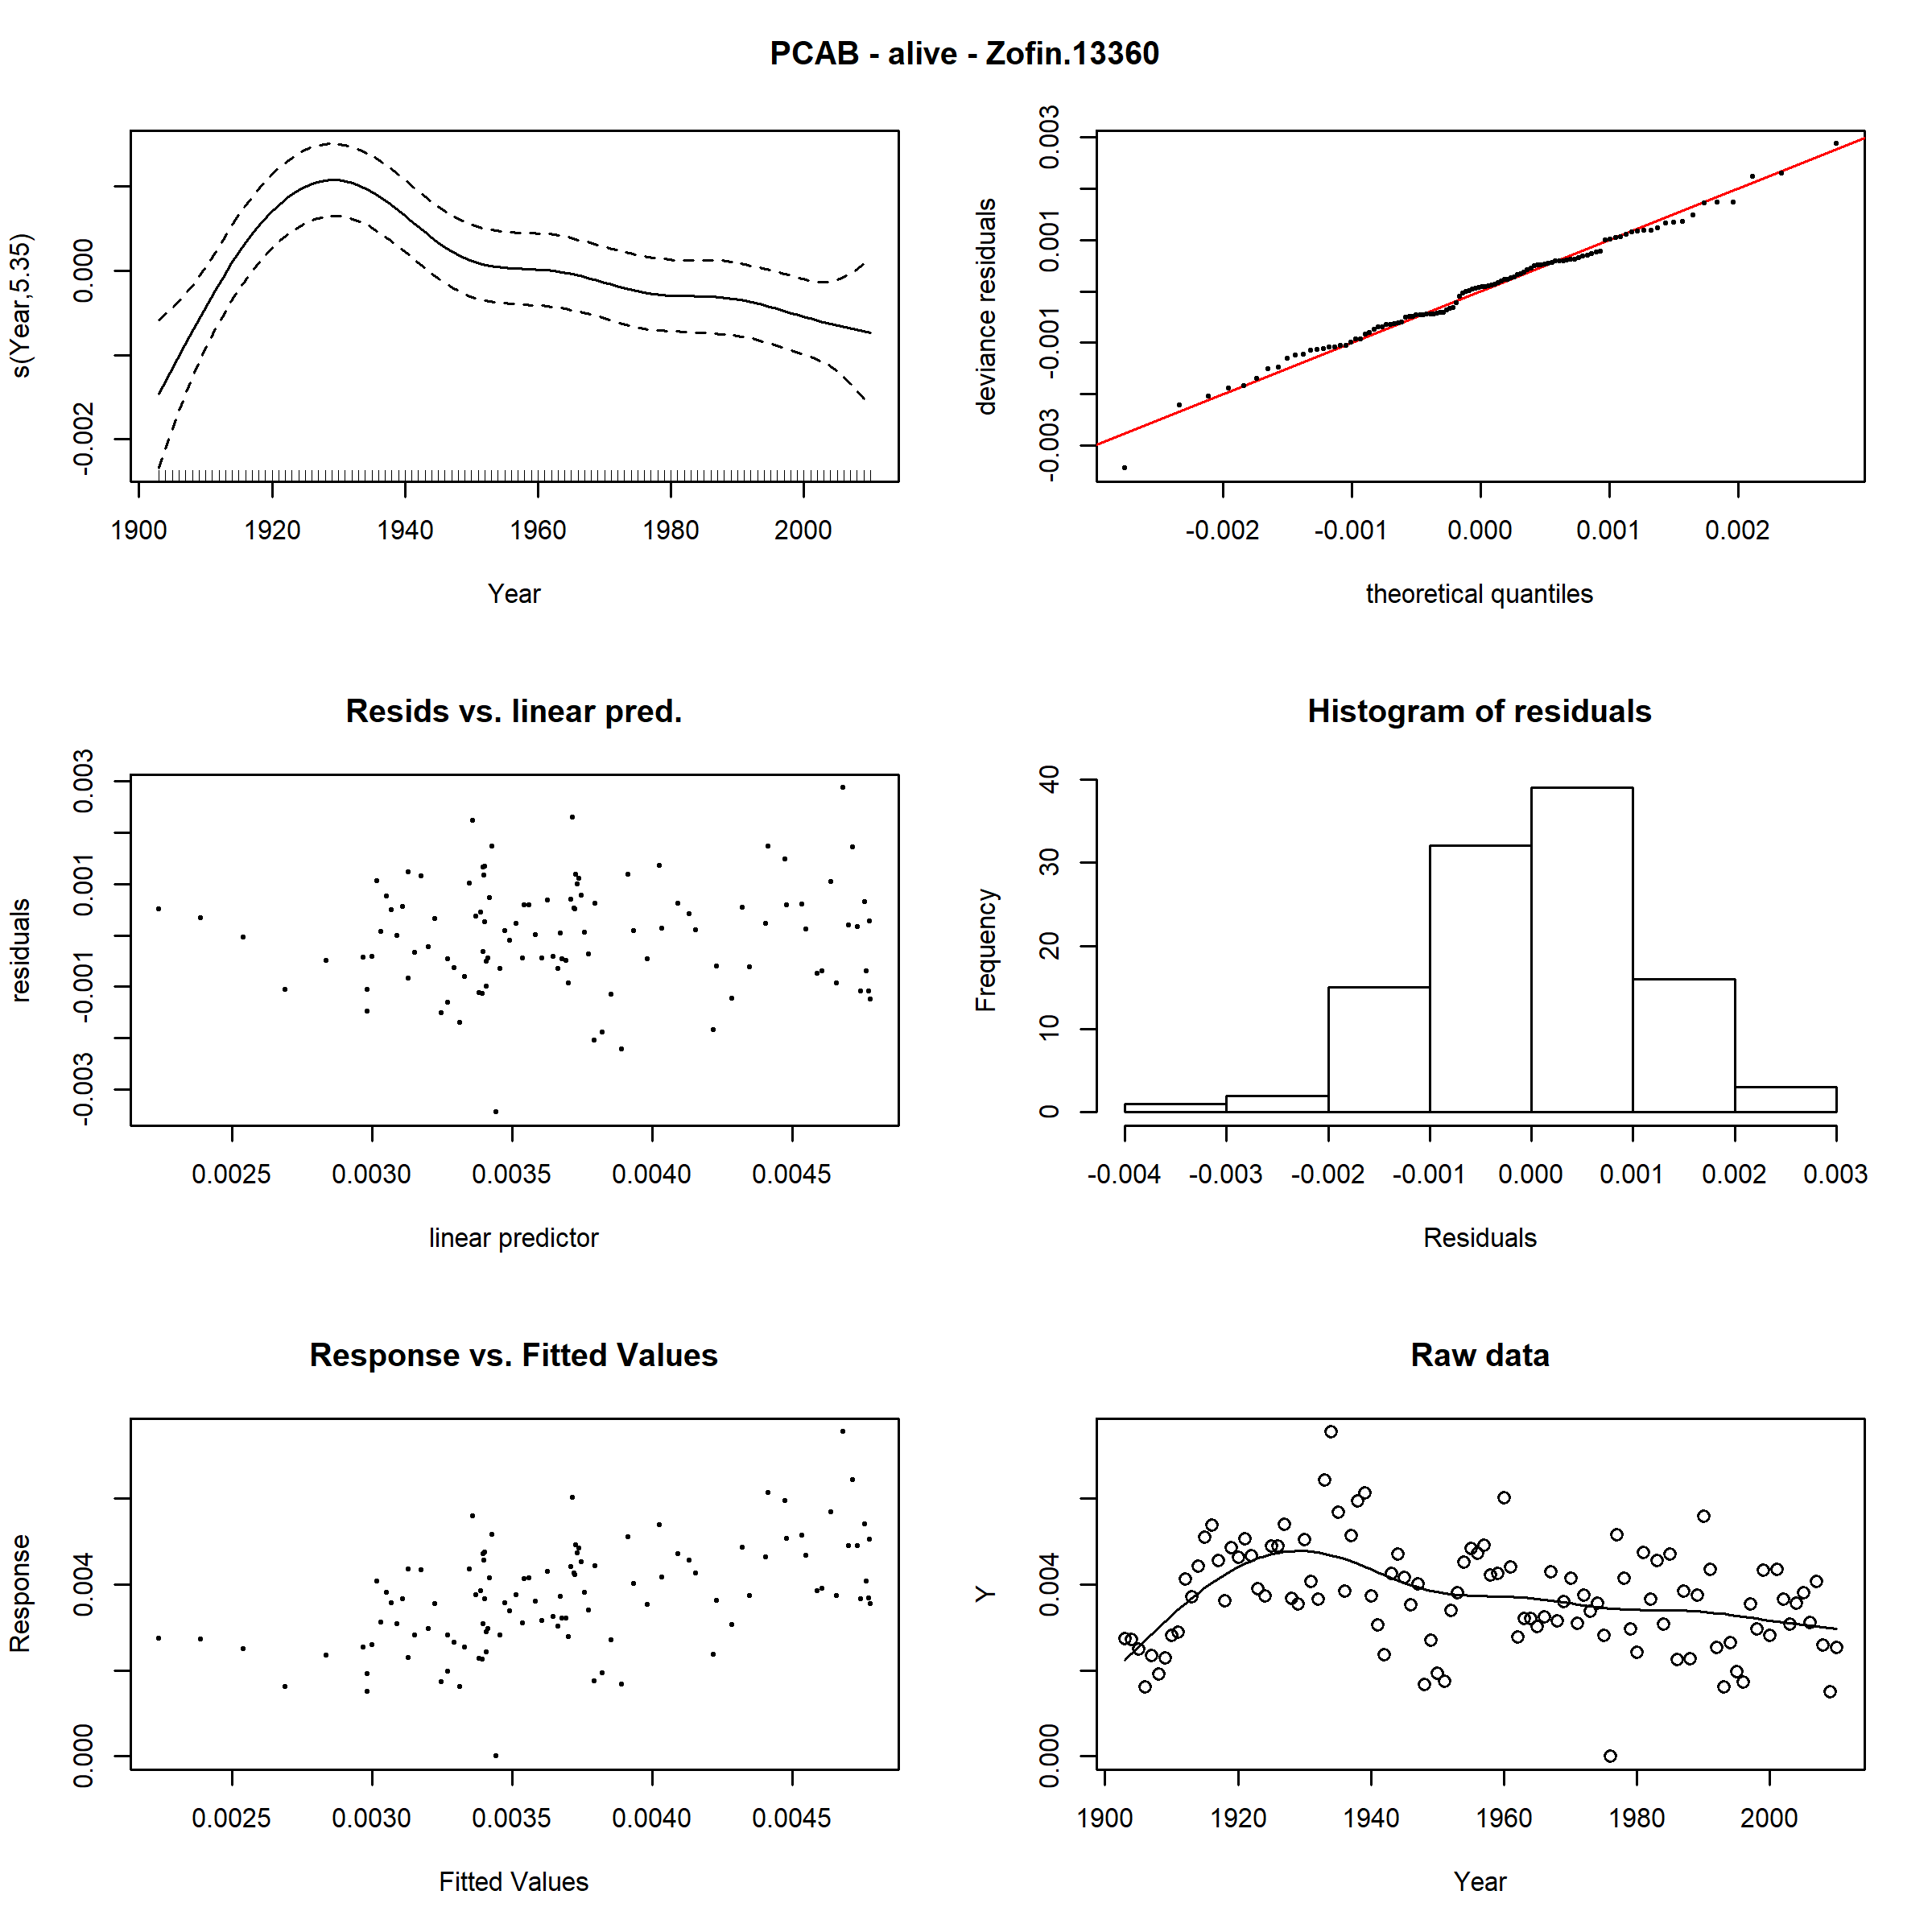 PCAB - alive - Zofin.13360
s(Year,5.35)
0.000
-0.002
1900 1920 1940 1960 1980 2000
Year
deviance residuals
0.003
0.001
-0.001
-0.003
-0.002 -0.001 0.000 0.001 0.002
theoretical quantiles
Resids vs. linear pred.
residuals
0.003
0.001
-0.001
-0.003
0.0025 0.0030 0.0035 0.0040 0.0045
linear predictor
Histogram of residuals
Frequency
40
30
20
10
0
-0.004 -0.003 -0.002 -0.001 0.000 0.001 0.002 0.003
Residuals
Response vs. Fitted Values
Response
0.004
0.000
0.0025 0.0030 0.0035 0.0040 0.0045
Fitted Values
Raw data
Y
0.004
0.000
1900 1920 1940 1960 1980 2000
Year